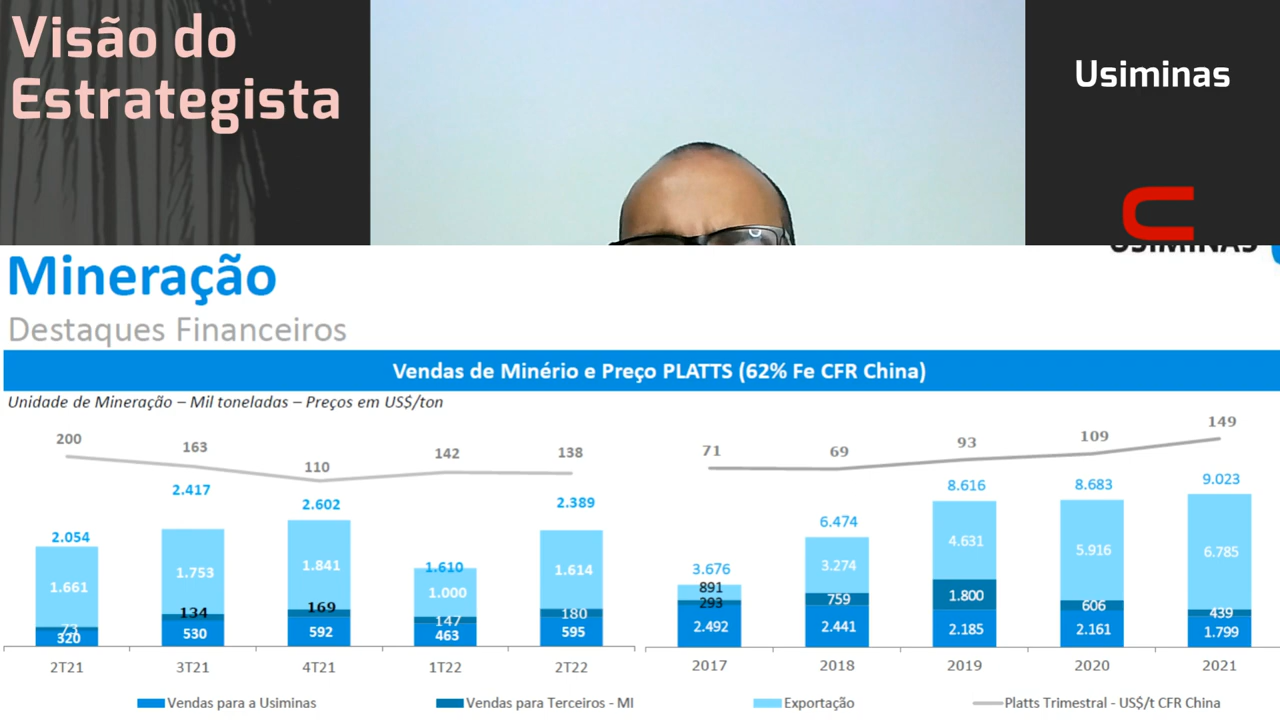 Visão do
Estrategista
Usiminas
USIMINAS
Mineração
Destaques Financeiros
Vendas de Minério e Preço PLATTS (62% Fe CFR China)
Unidade de Mineração – Mil toneladas – Preços em US$/ton
200 163 110 142 138
2.054 2.417 2.602 1.610 2.389
1.661 1.753 1.841 1.000 1.614
73 134 169 147 180
320 530 592 463 595
2T21 3T21 4T21 1T22 2T22
71 69 93 109 149
3.676 6.474 8.616 8.683 9.023
891 3.274 4.631 5.916 6.785
293 759 1.800 606 439
2.492 2.441 2.185 2.161 1.799
2017 2018 2019 2020 2021
Vendas para a Usiminas Vendas para Terceiros - MI Exportação Platts Trimestral - US$/t CFR China